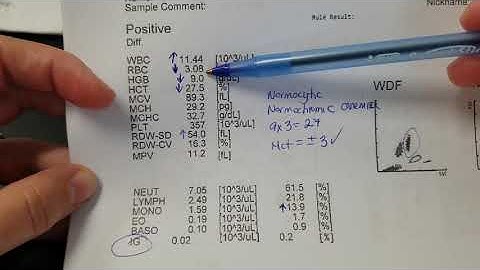 Sample Comment:
Nickname:
Rule Result:
Positive
Diff.
WBC ↑ 11.44 [10^3/uL]
RBC ↓ 3.08
HGB ↓ 9.0 [g/dL]
HCT ↓ 27.5 [%]
MCV 89.3 [fL]
MCH 29.2 [pg]
MCHC 32.7 [g/dL]
PLT 357 [10^3/uL]
RDW-SD ↑ 54.0 [fL]
RDW-CV 16.3 [%]
MPV 11.2 [fL]
Normocytic
Normochromic
9x3=27
Hct = ± 3 ✓
WDF
NEUT 7.05 [10^3/uL] 61.5 [%]
LYMPH 2.49 [10^3/uL] 21.8 [%]
MONO 1.59 [10^3/uL] ↑ 13.9 [%]
EO 0.19 [10^3/uL] 1.7 [%]
BASO 0.10 [10^3/uL] 0.9 [%]
IG 0.02 [10^3/uL] 0.2 [%]